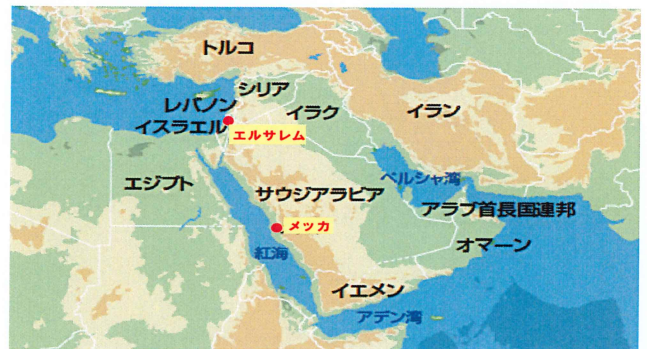 トルコ
シリア
レバノン
イラク
イラン
イスラエル
エルサレム
エジプト
サウジアラビア
ペルシャ湾
アラブ首長国連邦
メッカ
オマーン
紅海
イエメン
アデン湾